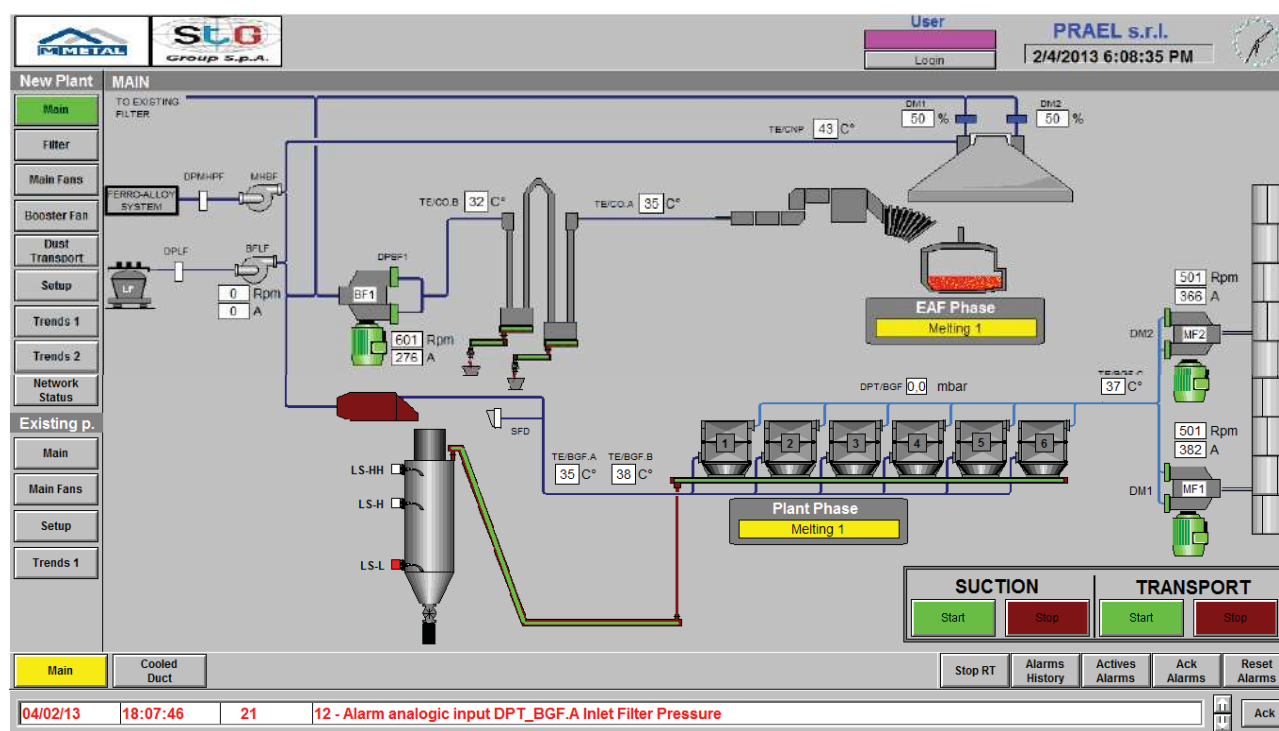 MMETAL
STG
Group S.p.A.
User
Login
PRAEL s.r.l.
2/4/2013 6:08:35 PM
New Plant
MAIN
Main
Filter
Main Fans
Booster Fan
Dust
Transport
Setup
Trends 1
Trends 2
Network
Status
Existing p.
Main
Main Fans
Setup
Trends 1
TO EXISTING
FILTER
FERRO-ALLOY
SYSTEM
DPMHPF
MHBF
DPLF
BFLF
LF
0 Rpm
0 A
DPBF1
BF1
601 Rpm
276 A
TE/CO.B 32 C°
TE/CO.A 35 C°
TE/CNP 43 C°
DM1
50 %
DM2
50 %
EAF Phase
Melting 1
501 Rpm
366 A
DM2
MF2
DPT/BGF 0,0 mbar
TE/BGF.C
37 C°
SFD
TE/BGF.A
35 C°
TE/BGF.B
38 C°
1
2
3
4
5
6
501 Rpm
382 A
DM1
MF1
LS-HH
LS-H
LS-L
Plant Phase
Melting 1
SUCTION
Start
Stop
TRANSPORT
Start
Stop
Main
Cooled
Duct
Stop RT
Alarms
History
Actives
Alarms
Ack
Alarms
Reset
Alarms
04/02/13 18:07:46 21 12 - Alarm analogic input DPT_BGF.A Inlet Filter Pressure
Ack